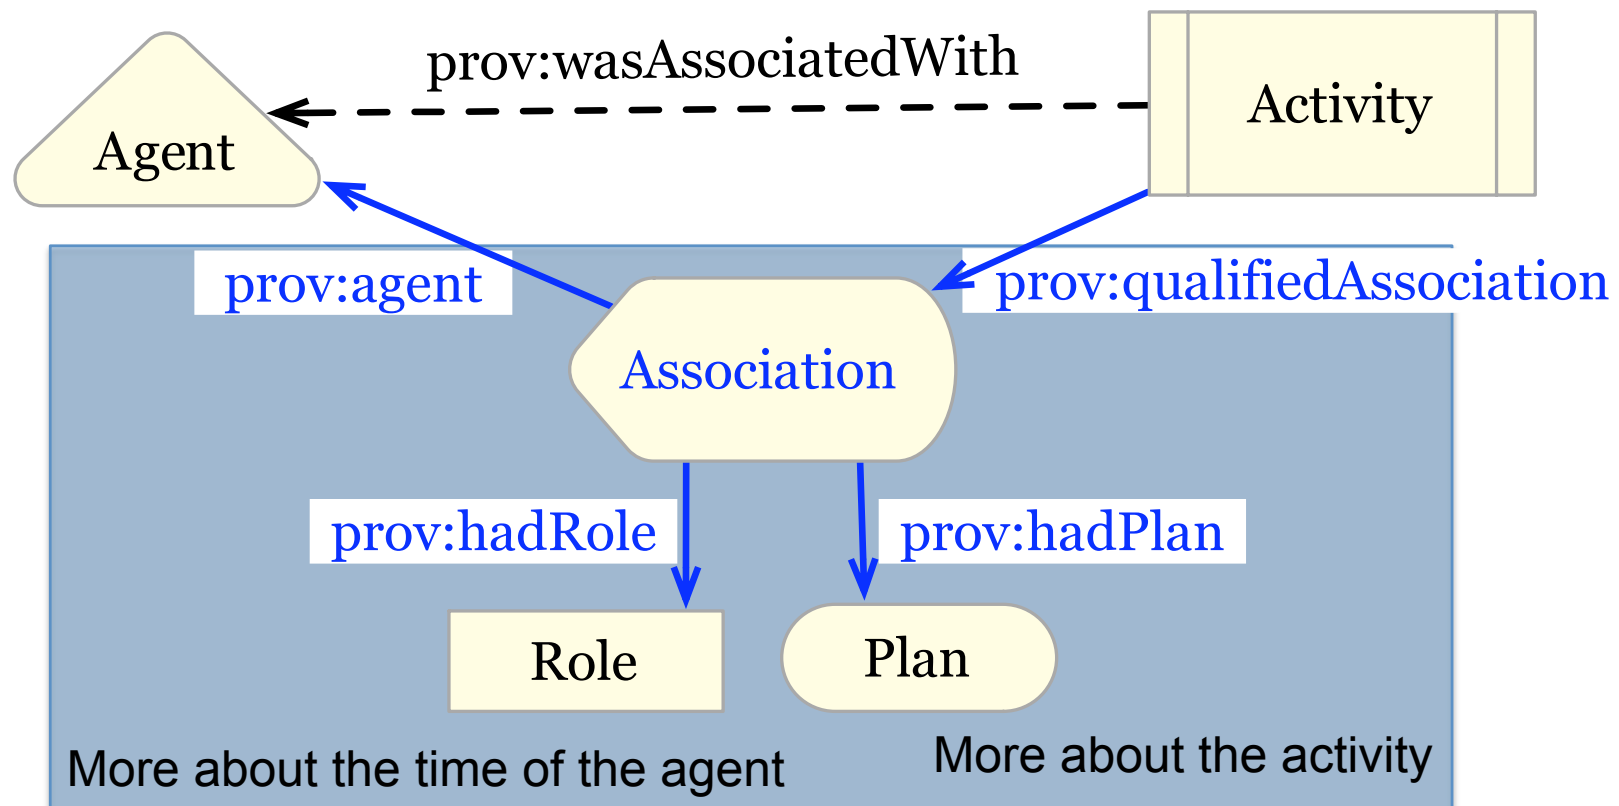 prov:wasAssociatedWith
Activity
Agent
prov:agent
prov:qualifiedAssociation
Association
prov:hadRole
prov:hadPlan
Role
Plan
More about the time of the agent
More about the activity